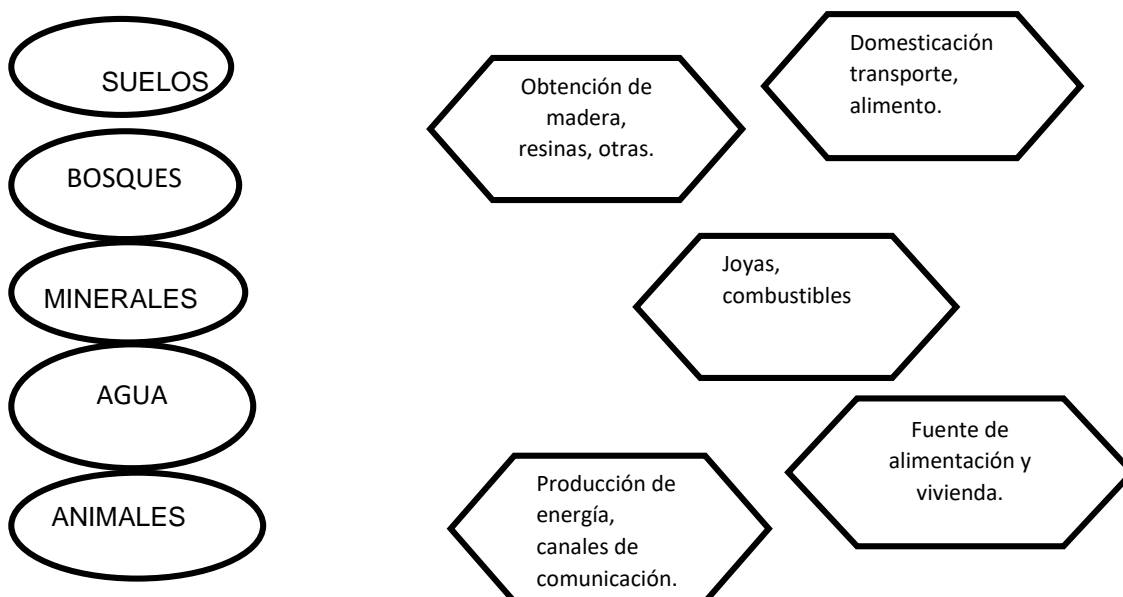 SUELOS
BOSQUES
MINERALES
AGUA
ANIMALES
Obtención de
madera,
resinas, otras.
Domesticación
transporte,
alimento.
Joyas,
combustibles
Fuente de
alimentación y
vivienda.
Producción de
energía,
canales de
comunicación.